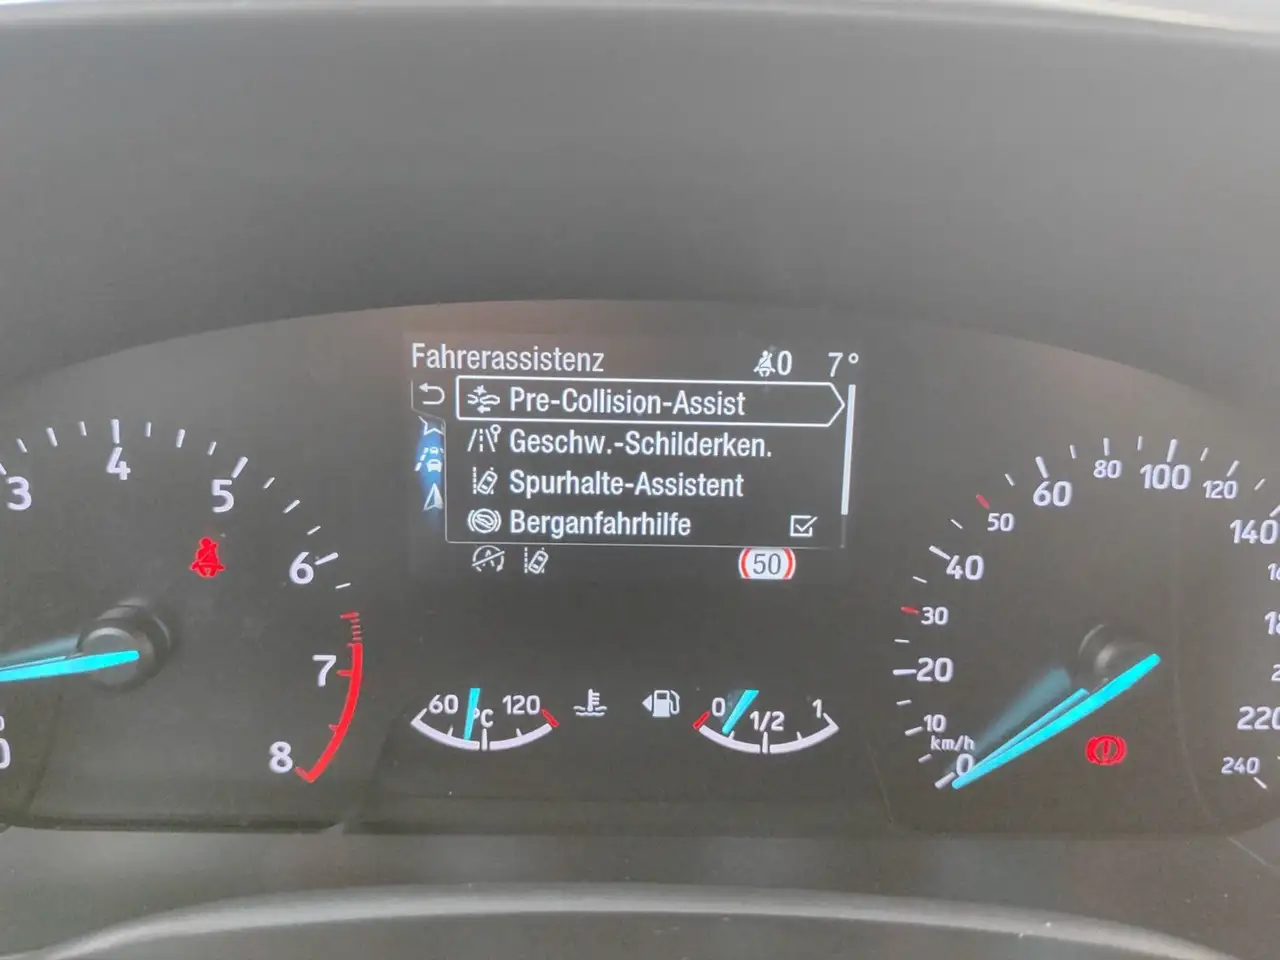 Fahrerassistenz 0 7°
Pre-Collision-Assist
Geschw.-Schilderken.
Spurhalte-Assistent
Berganfahrhilfe
50
3
4
5
6
7
8
60 °C 120
0 1/2 1
km/h
0
10
20
30
40
50
60
80
100
120
140
220
240